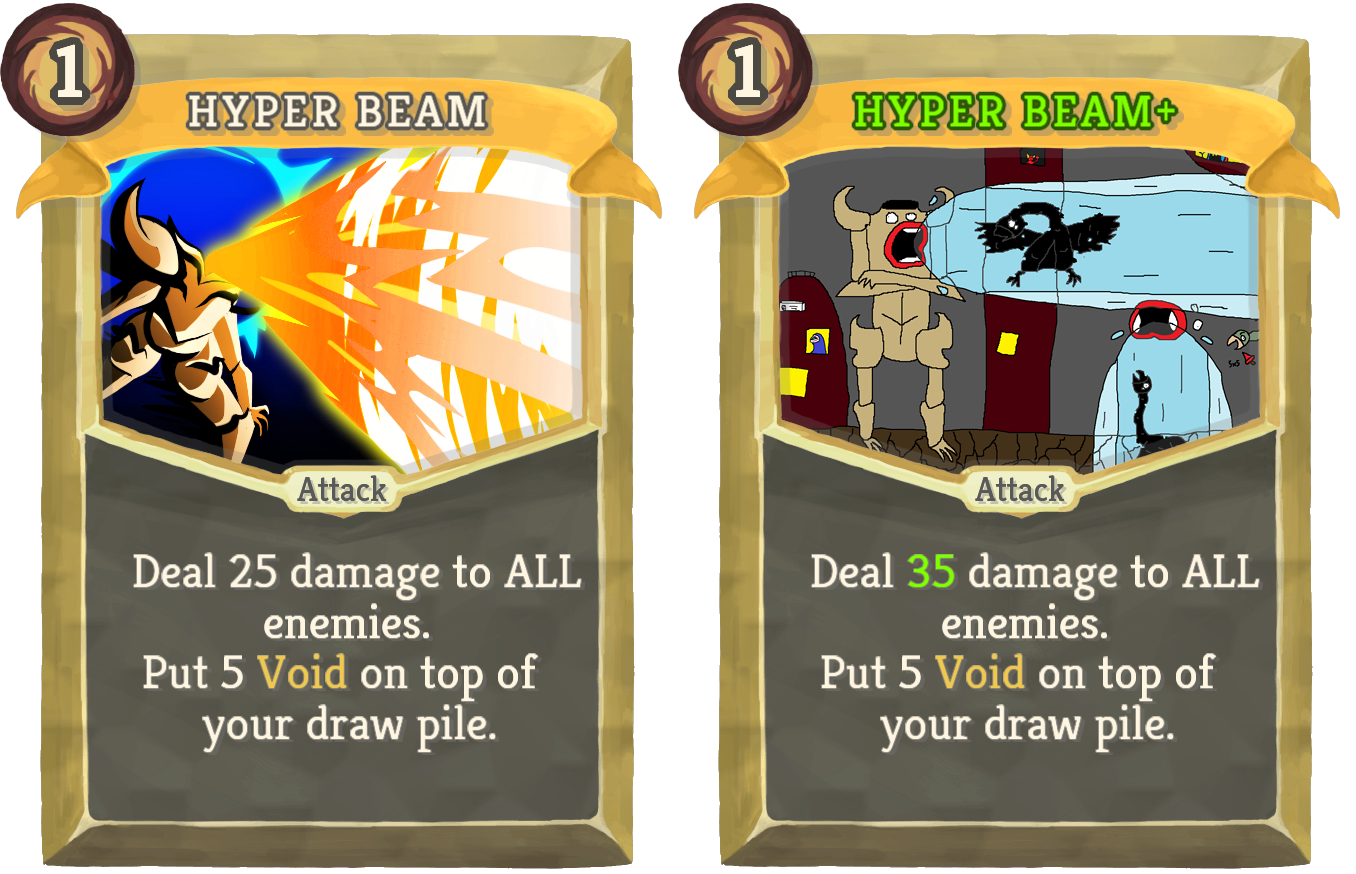 1
HYPER BEAM
Attack
Deal 25 damage to ALL
enemies.
Put 5 Void on top of
your draw pile.
1
HYPER BEAM+
Attack
Deal 35 damage to ALL
enemies.
Put 5 Void on top of
your draw pile.